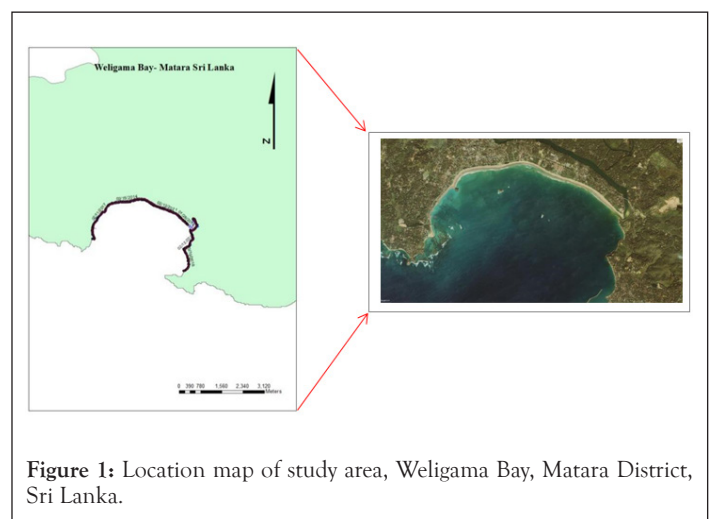 Weligama Bay- Matara Sri Lanka
N
0 390 780 1,560 2,340 3,120
Meters
Figure 1: Location map of study area, Weligama Bay, Matara District,
Sri Lanka.